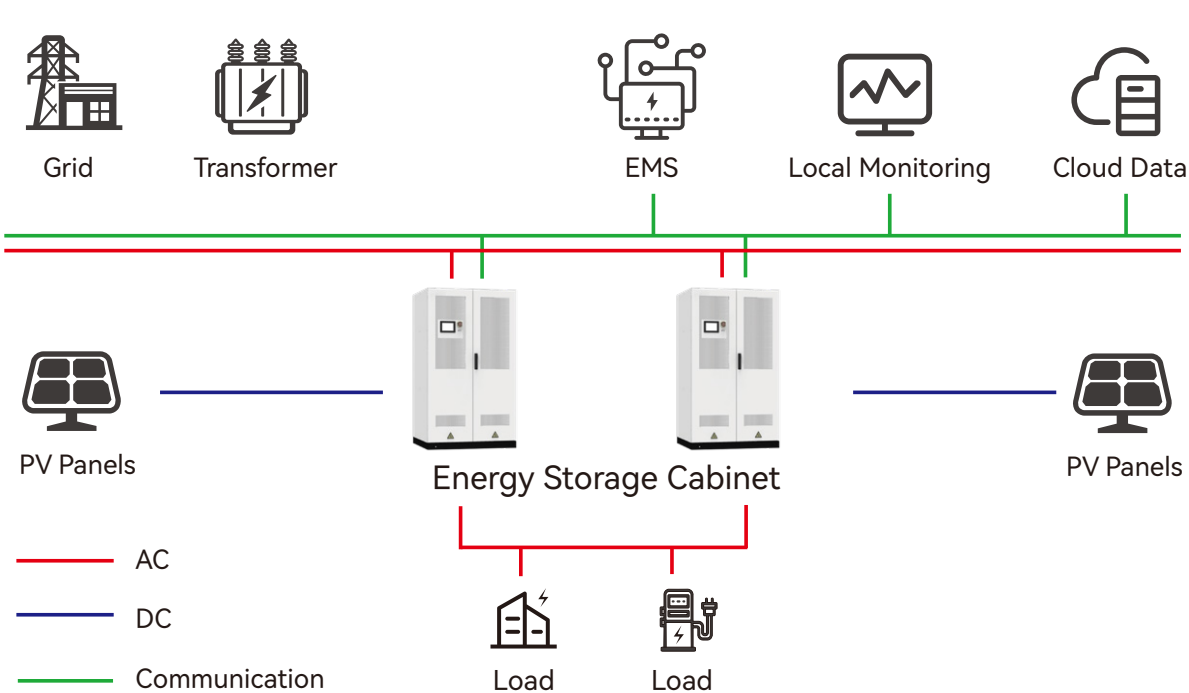 Grid
Transformer
EMS
Local Monitoring
Cloud Data
PV Panels
Energy Storage Cabinet
PV Panels
AC
DC
Communication
Load
Load